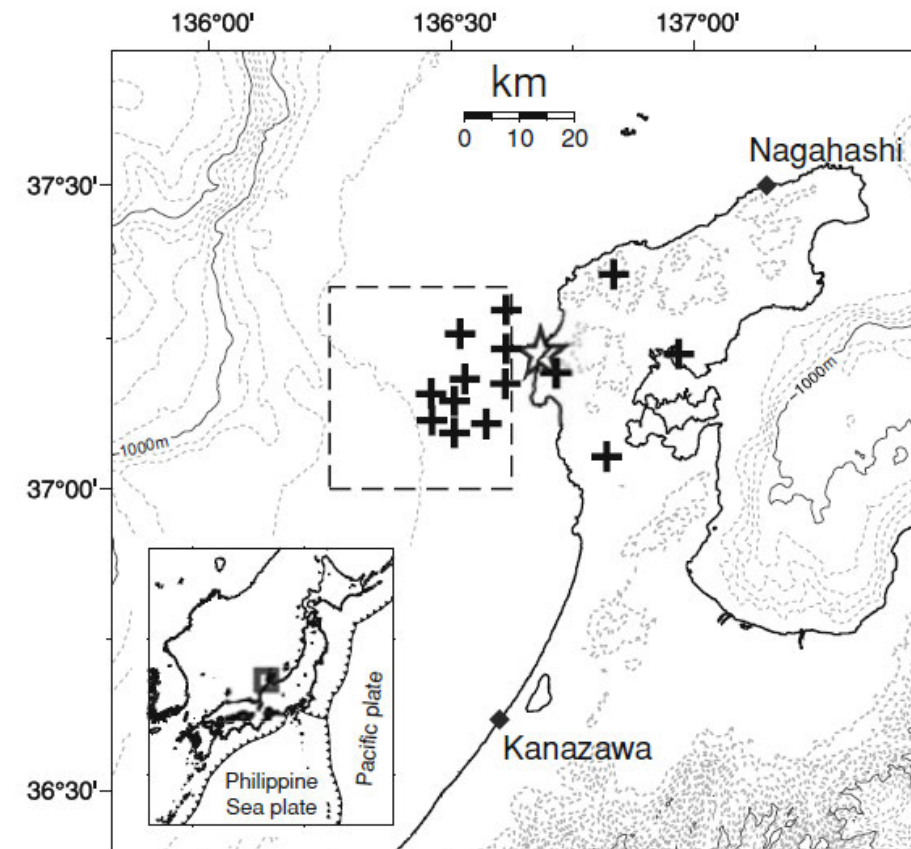 136°00' 136°30' 137°00'
km
0 10 20
Nagahashi
37°30'
-1000m
-1000m
37°00'
Kanazawa
36°30'
Pacific plate
Philippine
Sea plate